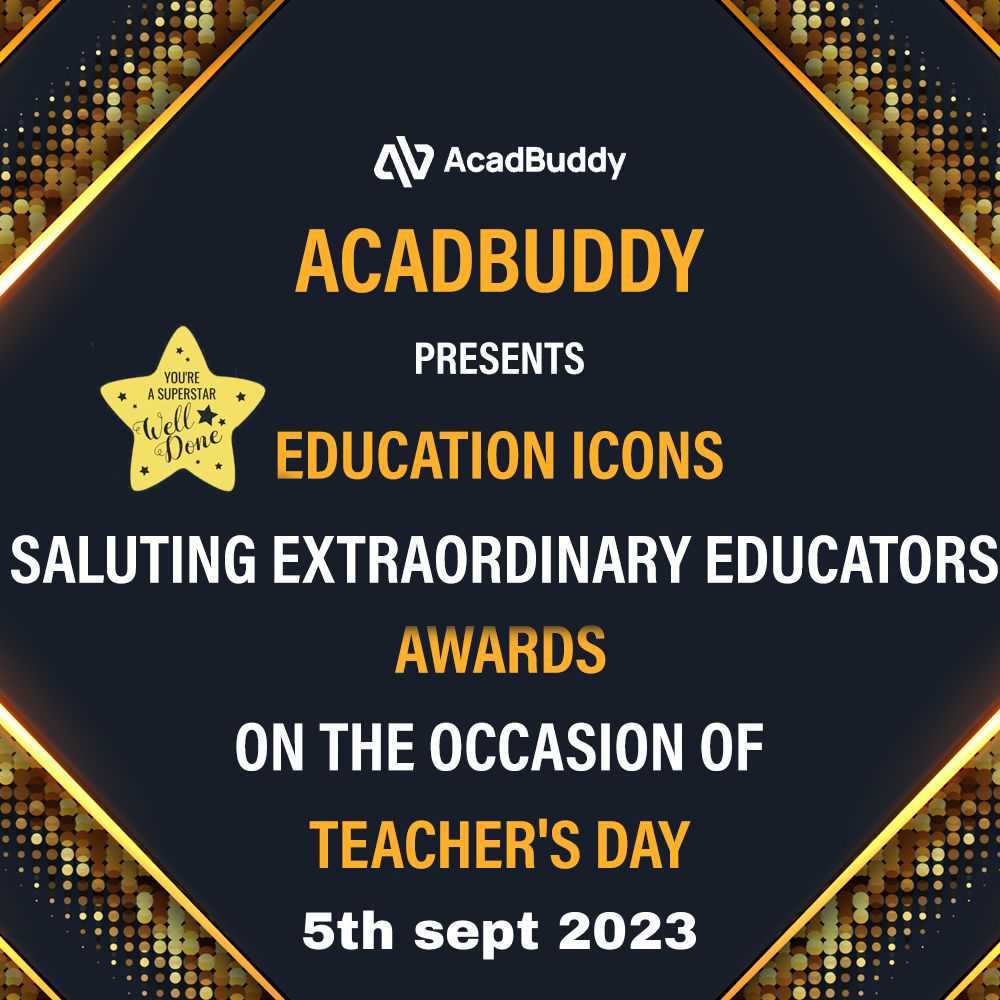 AcadBuddy
ACADBUDDY
PRESENTS
YOU'RE
A SUPERSTAR
Well
Done
EDUCATION ICONS
SALUTING EXTRAORDINARY EDUCATORS
AWARDS
ON THE OCCASION OF
TEACHER'S DAY
5th sept 2023